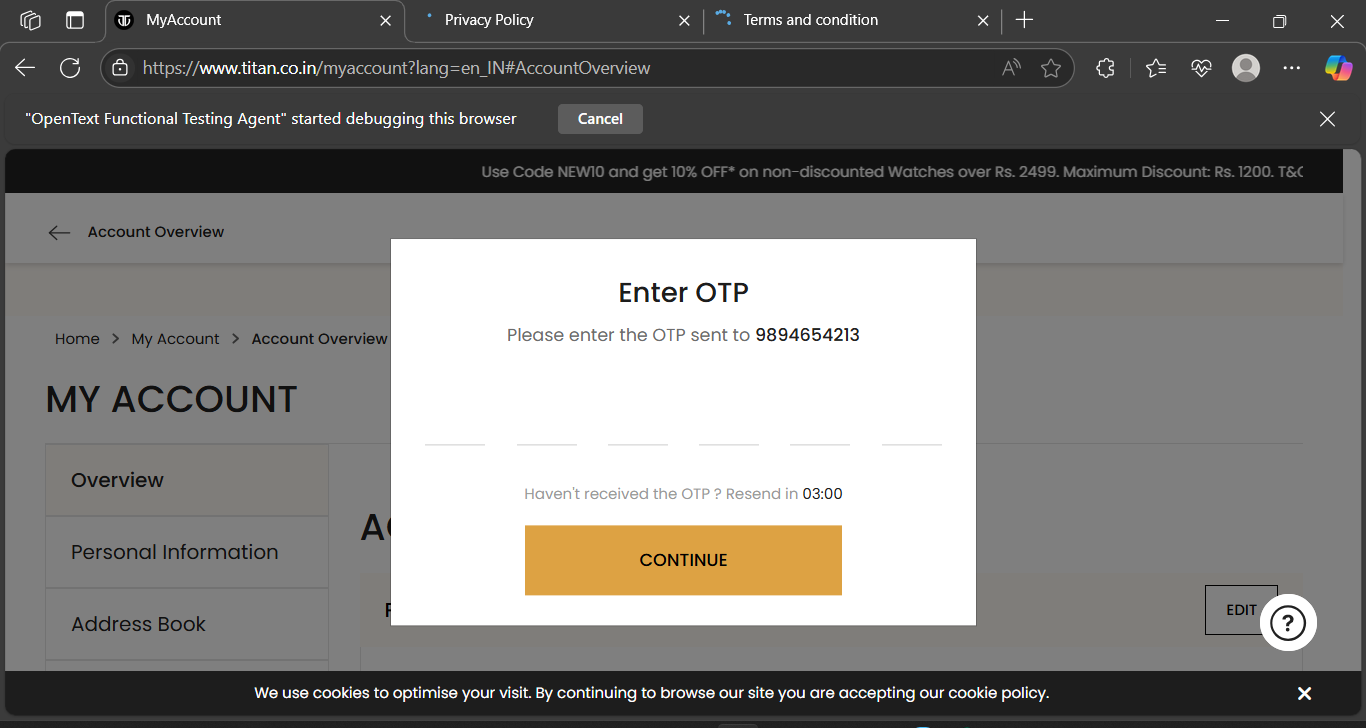 MyAccount
Privacy Policy
Terms and condition
https://www.titan.co.in/myaccount?lang=en_IN#AccountOverview
"OpenText Functional Testing Agent" started debugging this browser
Cancel
Use Code NEW10 and get 10% OFF* on non-discounted Watches over Rs. 2499. Maximum Discount: Rs. 1200.
Account Overview
Enter OTP
Please enter the OTP sent to 9894654213
Home > My Account > Account Overview
MY ACCOUNT
Overview
Haven't received the OTP ? Resend in 03:00
Personal Information
CONTINUE
EDIT
?
Address Book
We use cookies to optimise your visit. By continuing to browse our site you are accepting our cookie policy.